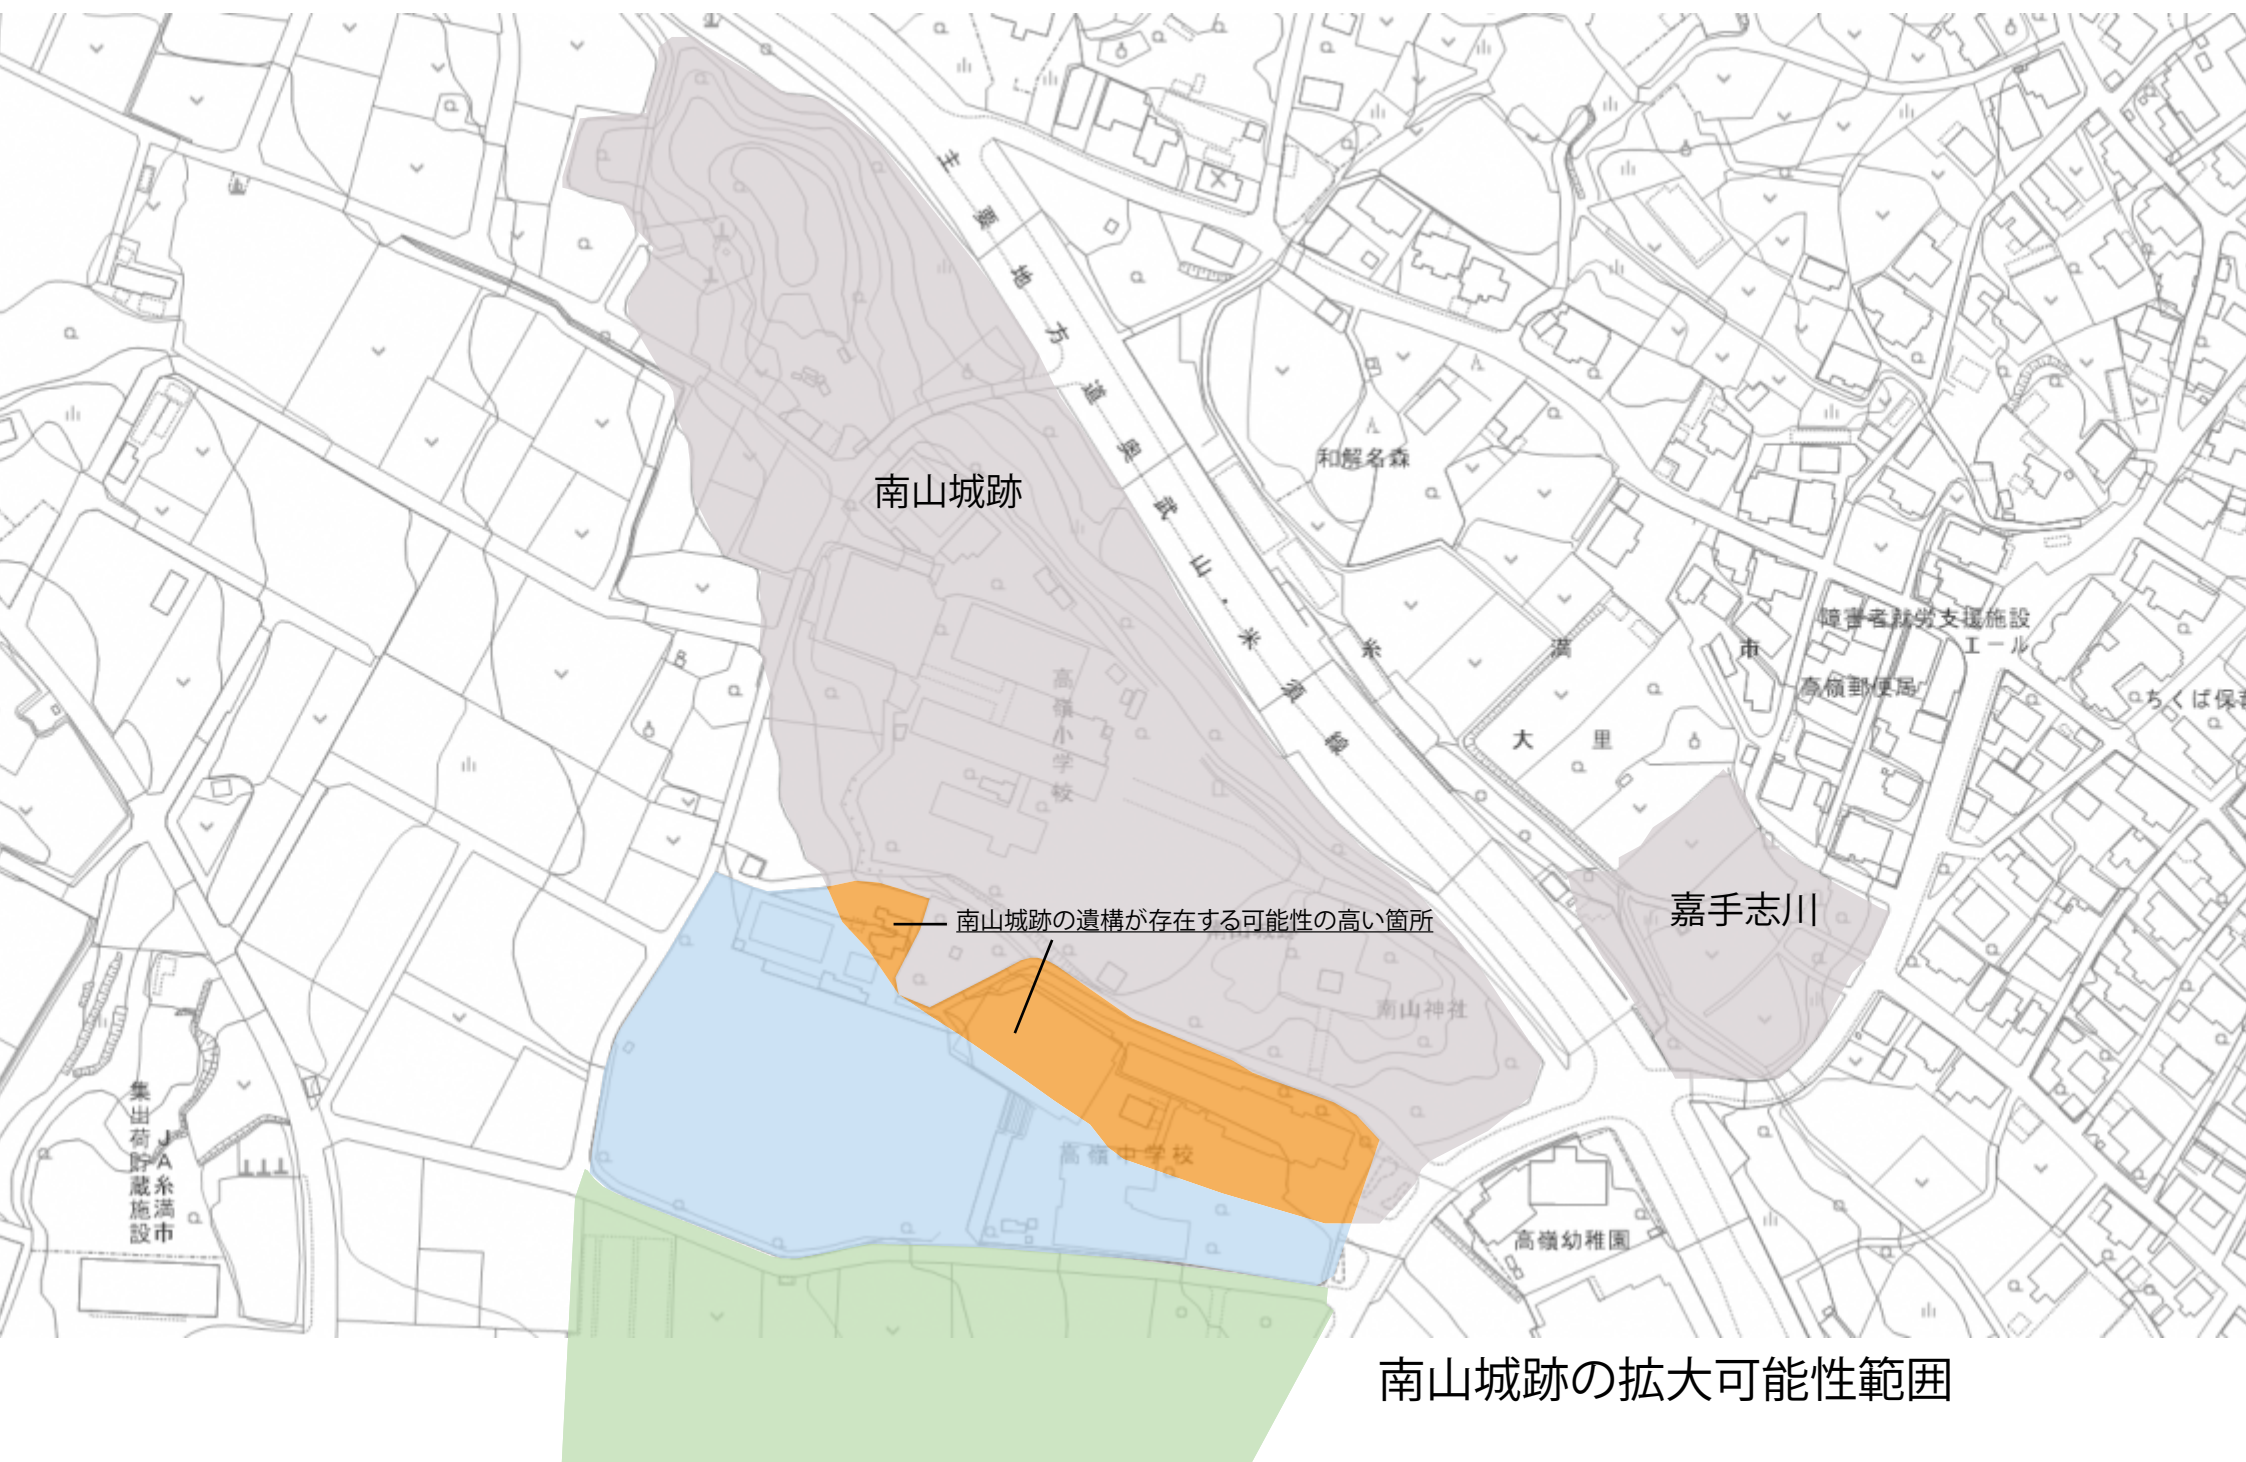 主要地方道奥武山・米須線
和解名森
南山城跡
障害者就労支援施設
エール
糸満市
高嶺小学校
高嶺郵便局
ちくば保育
大里
嘉手志川
南山城跡の遺構が存在する可能性の高い箇所
南山城跡
南山神社
JA糸満市
集出荷貯蔵施設
高嶺中学校
高嶺幼稚園
南山城跡の拡大可能性範囲